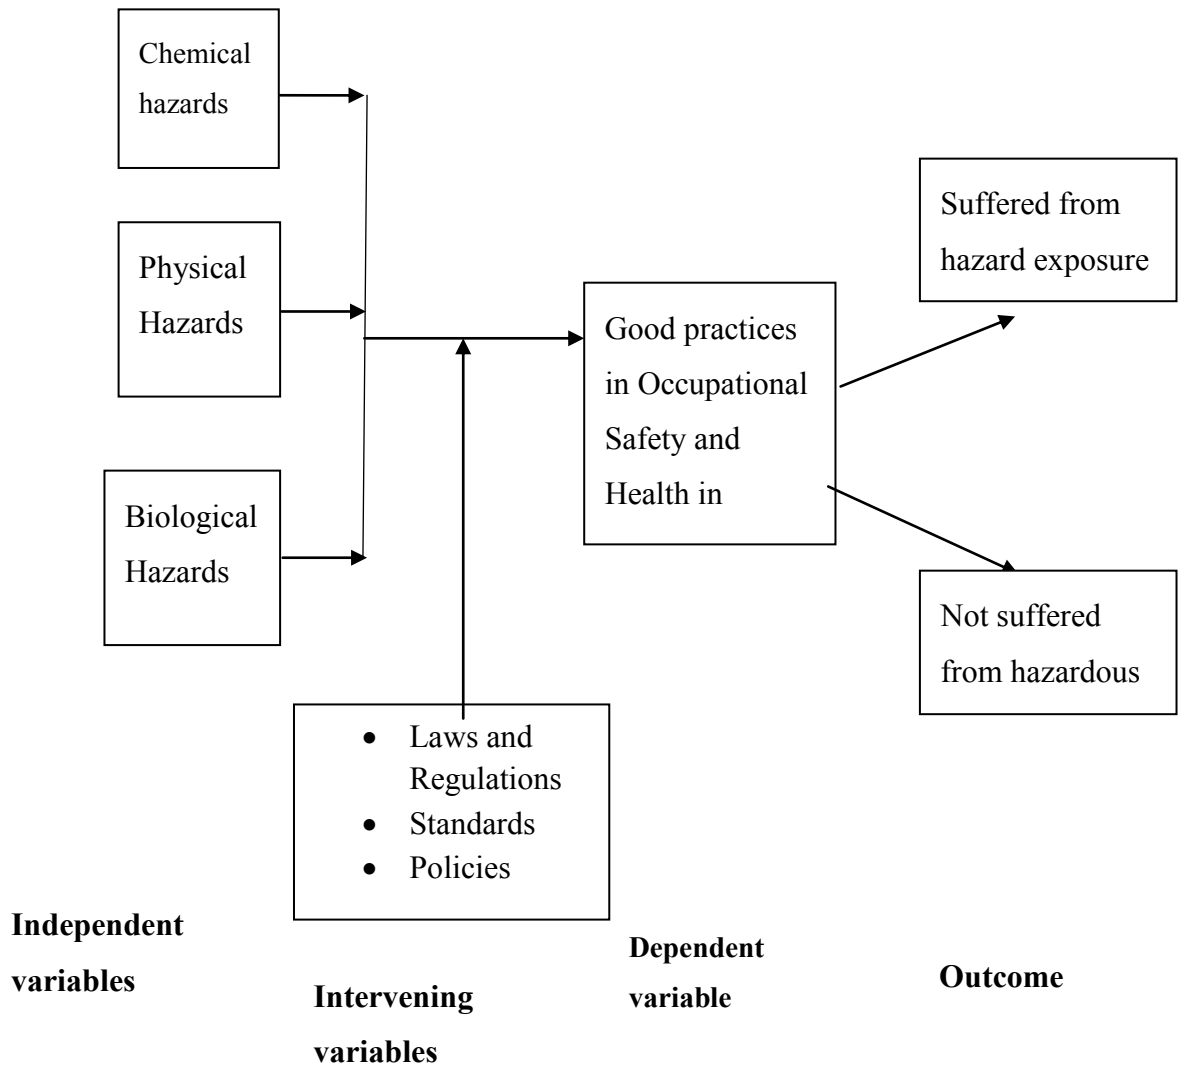 Chemical
hazards
Physical
Hazards
Biological
Hazards
Good practices
in Occupational
Safety and
Health in
Suffered from
hazard exposure
Not suffered
from hazardous
• Laws and
Regulations
• Standards
• Policies
Independent
variables
Intervening
variables
Dependent
variable
Outcome